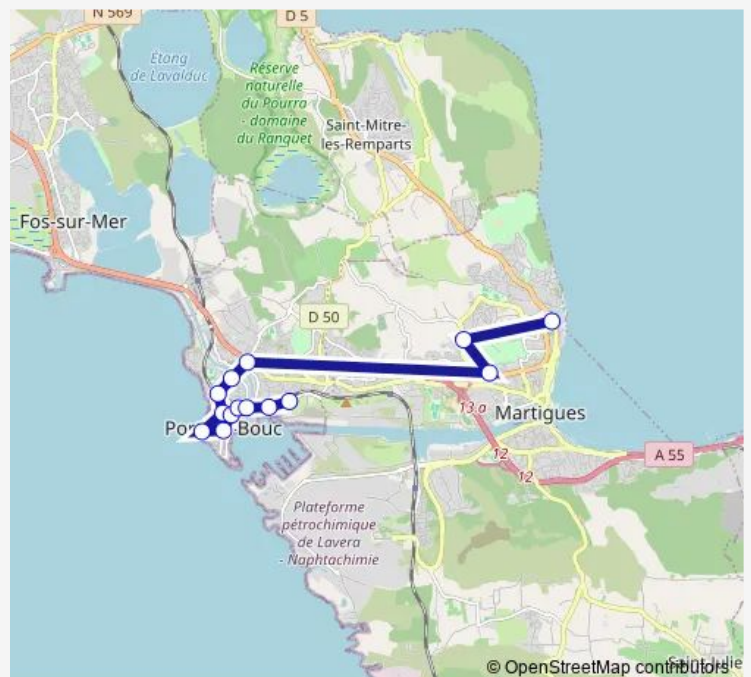 N 569
D 5
Étang
de Lavalduc
Réserve
naturelle
du Pourra
- domaine
du Ranquet
Saint-Mitre-
les-Remparts
Fos-sur-Mer
D 50
13.a
Martigues
Bouc
12
12
A 55
Plateforme
pétrochimique
de Lavera
- Naphtachimie
© OpenStreetMap contributors